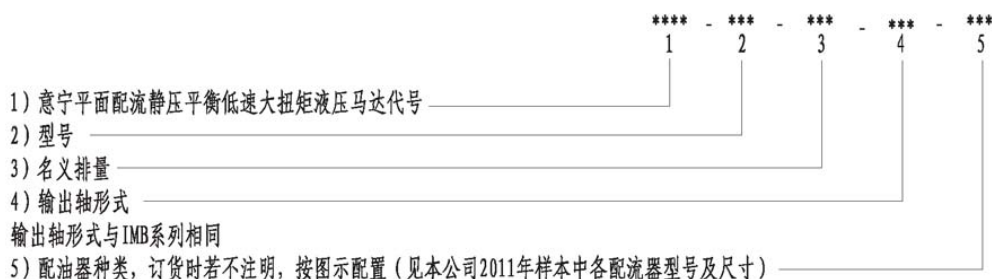 **** - *** - *** - *** - ***
1 2 3 4 5
1）意宁平面配流静压平衡低速大扭矩液压马达代号
2）型号
3）名义排量
4）输出轴形式
输出轴形式与IMB系列相同
5）配油器种类，订货时若不注明，按图示配置（见本公司2011年样本中各配流器型号及尺寸）